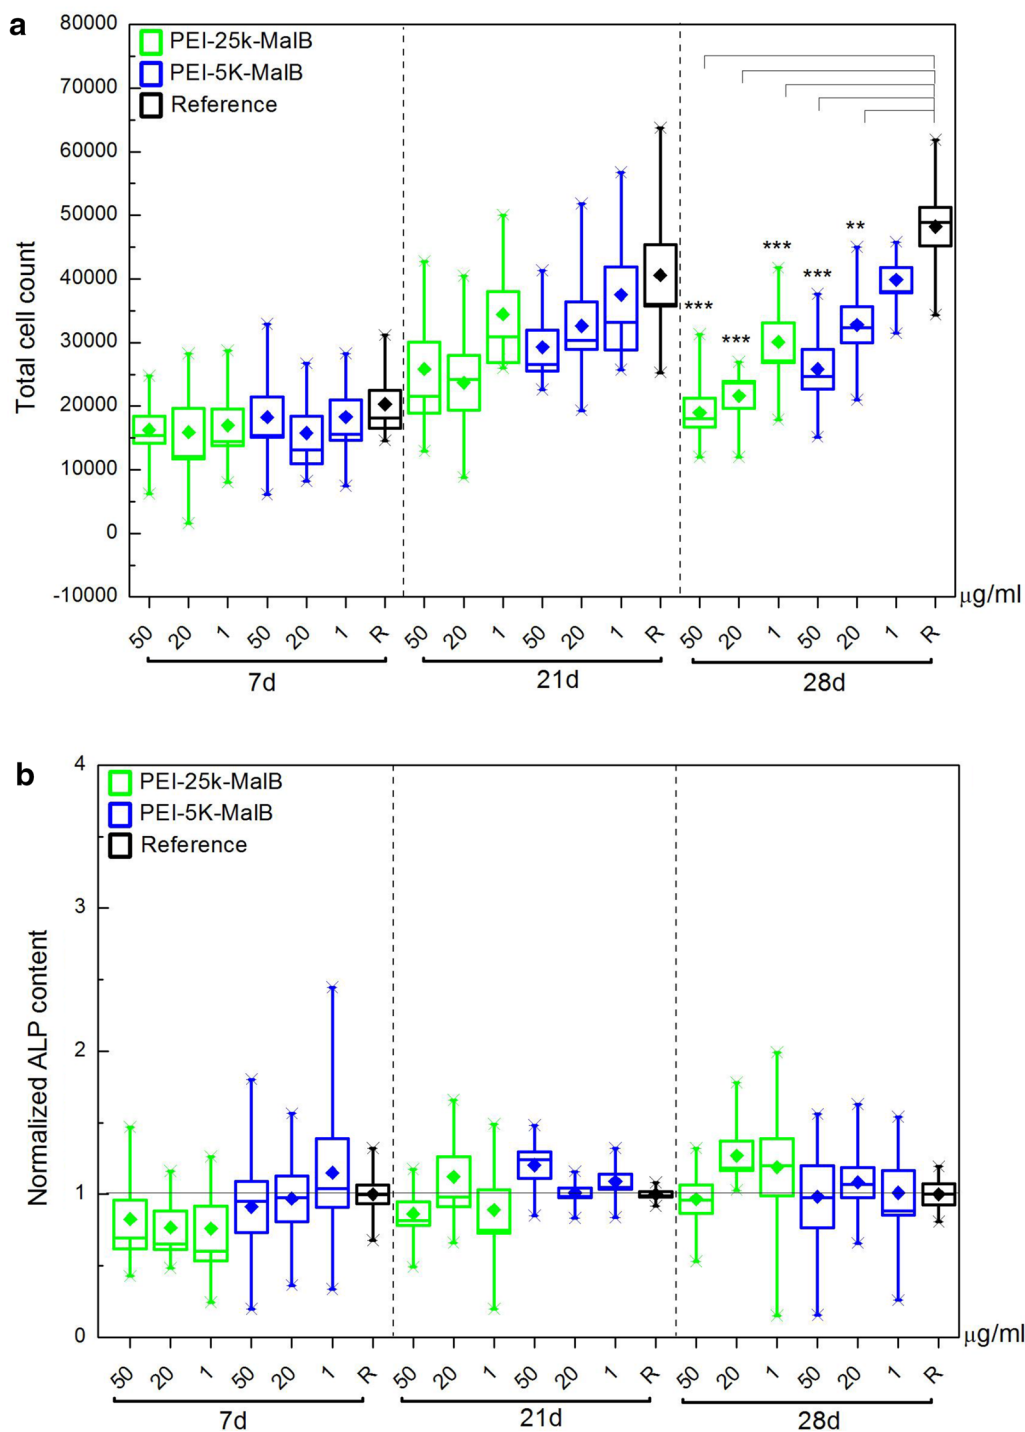 a
80000
70000
60000
50000
40000
30000
20000
10000
0
-10000
Total cell count
PEI-25k-MalB
PEI-5K-MalB
Reference
*** *** *** *** **
50 20 1 50 20 1 R 50 20 1 50 20 1 R 50 20 1 50 20 1 R
µg/ml
7d 21d 28d
b
4
3
2
1
0
Normalized ALP content
PEI-25k-MalB
PEI-5K-MalB
Reference
50 20 1 50 20 1 R 50 20 1 50 20 1 R 50 20 1 50 20 1 R
µg/ml
7d 21d 28d